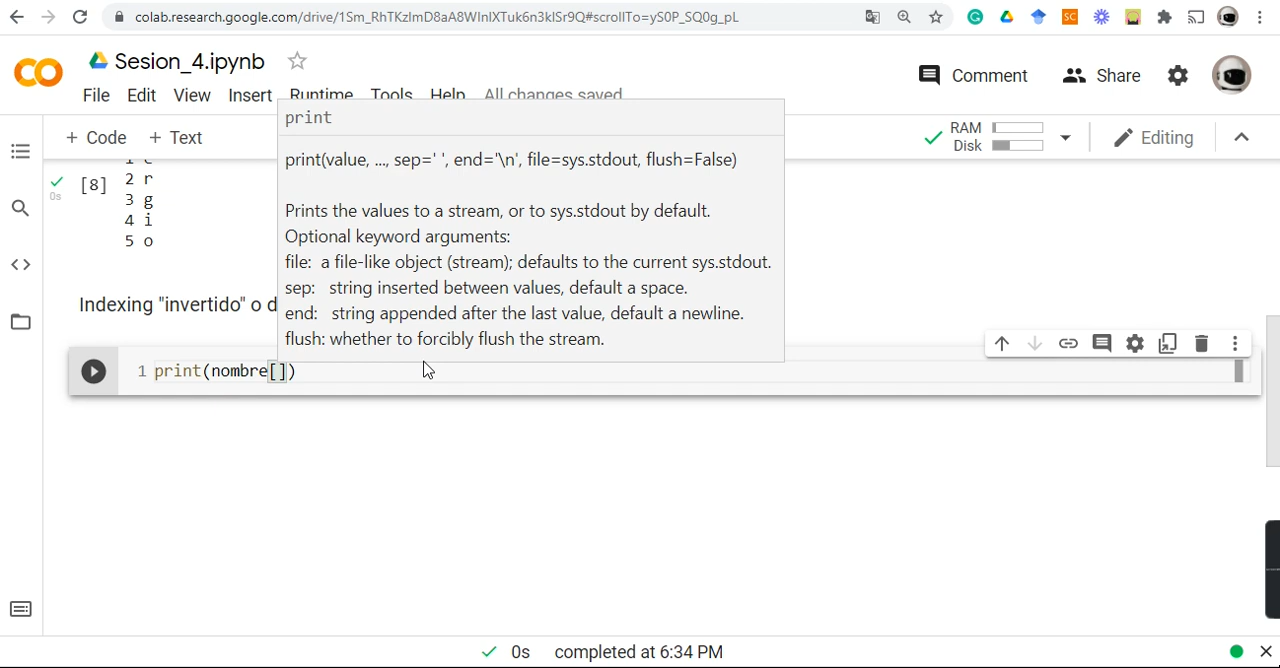 colab.research.google.com/drive/1Sm_RhTKzImD8aA8WInIXTuk6n3kISr9Q#scrollTo=yS0P_SQ0g_pL
SC
CO
Sesion_4.ipynb
File Edit View Insert Runtime Tools Help All changes saved
Comment
Share
+ Code + Text
RAM
Disk
Editing
print
print(value, ..., sep=' ', end='\n', file=sys.stdout, flush=False)
Prints the values to a stream, or to sys.stdout by default.
Optional keyword arguments:
file: a file-like object (stream); defaults to the current sys.stdout.
sep: string inserted between values, default a space.
end: string appended after the last value, default a newline.
flush: whether to forcibly flush the stream.
0s
[8]
2 r
3 g
4 i
5 o
Indexing "invertido" o d
1 print(nombre[])
0s completed at 6:34 PM